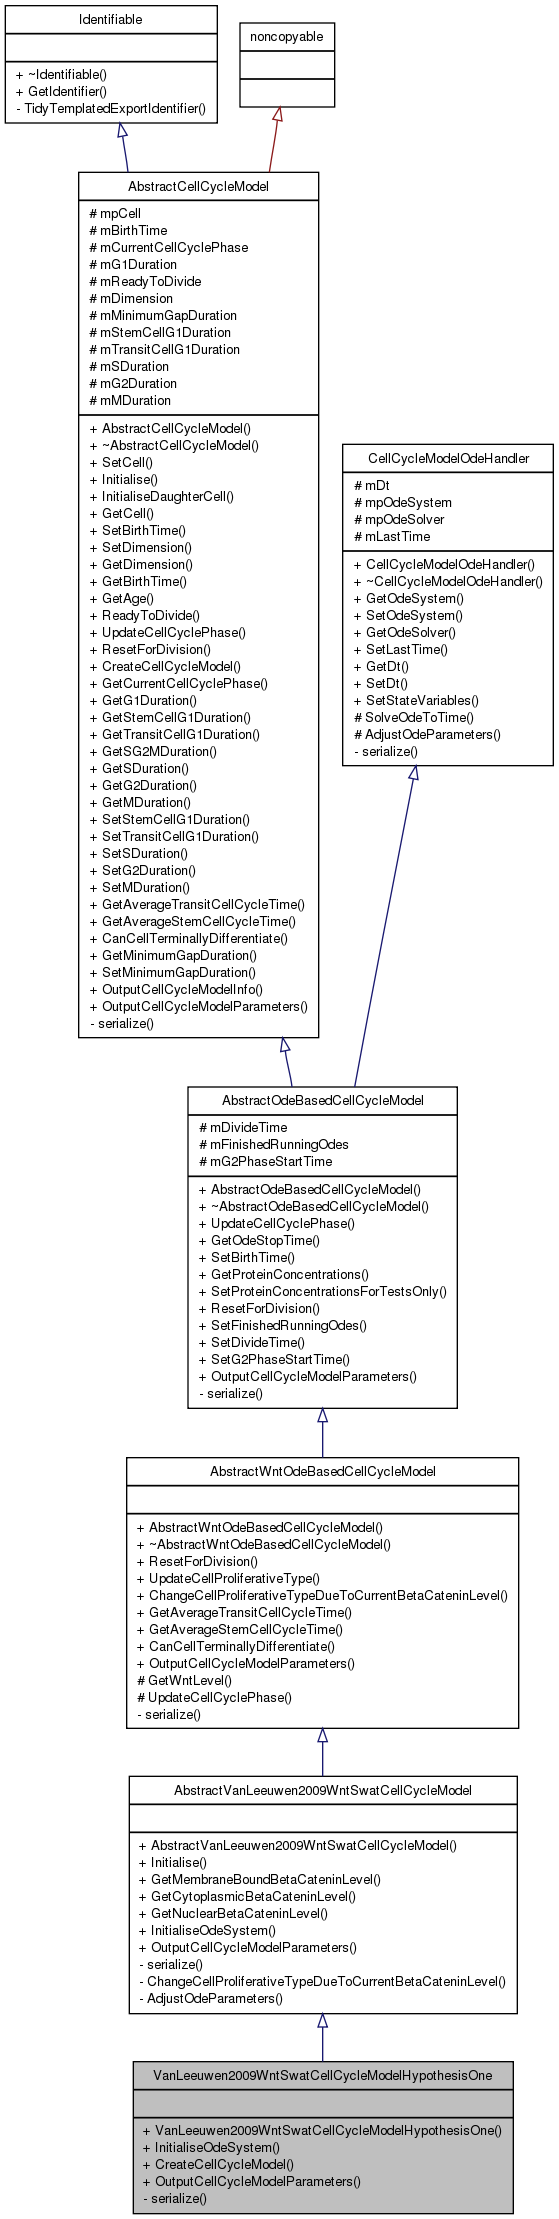 Identifiable
+ ~Identifiable()
+ GetIdentifier()
- TidyTemplatedExportIdentifier()
noncopyable
AbstractCellCycleModel
# mpCell
# mBirthTime
# mCurrentCellCyclePhase
# mG1Duration
# mReadyToDivide
# mDimension
# mMinimumGapDuration
# mStemCellG1Duration
# mTransitCellG1Duration
# mSDuration
# mG2Duration
# mMDuration
+ AbstractCellCycleModel()
+ ~AbstractCellCycleModel()
+ SetCell()
+ Initialise()
+ InitialiseDaughterCell()
+ GetCell()
+ SetBirthTime()
+ SetDimension()
+ GetDimension()
+ GetBirthTime()
+ GetAge()
+ ReadyToDivide()
+ UpdateCellCyclePhase()
+ ResetForDivision()
+ CreateCellCycleModel()
+ GetCurrentCellCyclePhase()
+ GetG1Duration()
+ GetStemCellG1Duration()
+ GetTransitCellG1Duration()
+ GetSG2MDuration()
+ GetSDuration()
+ GetG2Duration()
+ GetMDuration()
+ SetStemCellG1Duration()
+ SetTransitCellG1Duration()
+ SetSDuration()
+ SetG2Duration()
+ SetMDuration()
+ GetAverageTransitCellCycleTime()
+ GetAverageStemCellCycleTime()
+ CanCellTerminallyDifferentiate()
+ GetMinimumGapDuration()
+ SetMinimumGapDuration()
+ OutputCellCycleModelInfo()
+ OutputCellCycleModelParameters()
- serialize()
CellCycleModelOdeHandler
# mDt
# mpOdeSystem
# mpOdeSolver
# mLastTime
+ CellCycleModelOdeHandler()
+ ~CellCycleModelOdeHandler()
+ GetOdeSystem()
+ SetOdeSystem()
+ GetOdeSolver()
+ SetLastTime()
+ GetDt()
+ SetDt()
+ SetStateVariables()
# SolveOdeToTime()
# AdjustOdeParameters()
- serialize()
AbstractOdeBasedCellCycleModel
# mDivideTime
# mFinishedRunningOdes
# mG2PhaseStartTime
+ AbstractOdeBasedCellCycleModel()
+ ~AbstractOdeBasedCellCycleModel()
+ UpdateCellCyclePhase()
+ GetOdeStopTime()
+ SetBirthTime()
+ GetProteinConcentrations()
+ SetProteinConcentrationsForTestsOnly()
+ ResetForDivision()
+ SetFinishedRunningOdes()
+ SetDivideTime()
+ SetG2PhaseStartTime()
+ OutputCellCycleModelParameters()
- serialize()
AbstractWntOdeBasedCellCycleModel
+ AbstractWntOdeBasedCellCycleModel()
+ ~AbstractWntOdeBasedCellCycleModel()
+ ResetForDivision()
+ UpdateCellProliferativeType()
+ ChangeCellProliferativeTypeDueToCurrentBetaCateninLevel()
+ GetAverageTransitCellCycleTime()
+ GetAverageStemCellCycleTime()
+ CanCellTerminallyDifferentiate()
+ OutputCellCycleModelParameters()
# GetWntLevel()
# UpdateCellCyclePhase()
- serialize()
AbstractVanLeeuwen2009WntSwatCellCycleModel
+ AbstractVanLeeuwen2009WntSwatCellCycleModel()
+ Initialise()
+ GetMembraneBoundBetaCateninLevel()
+ GetCytoplasmicBetaCateninLevel()
+ GetNuclearBetaCateninLevel()
+ InitialiseOdeSystem()
+ OutputCellCycleModelParameters()
- serialize()
- ChangeCellProliferativeTypeDueToCurrentBetaCateninLevel()
- AdjustOdeParameters()
VanLeeuwen2009WntSwatCellCycleModelHypothesisOne
+ VanLeeuwen2009WntSwatCellCycleModelHypothesisOne()
+ InitialiseOdeSystem()
+ CreateCellCycleModel()
+ OutputCellCycleModelParameters()
- serialize()